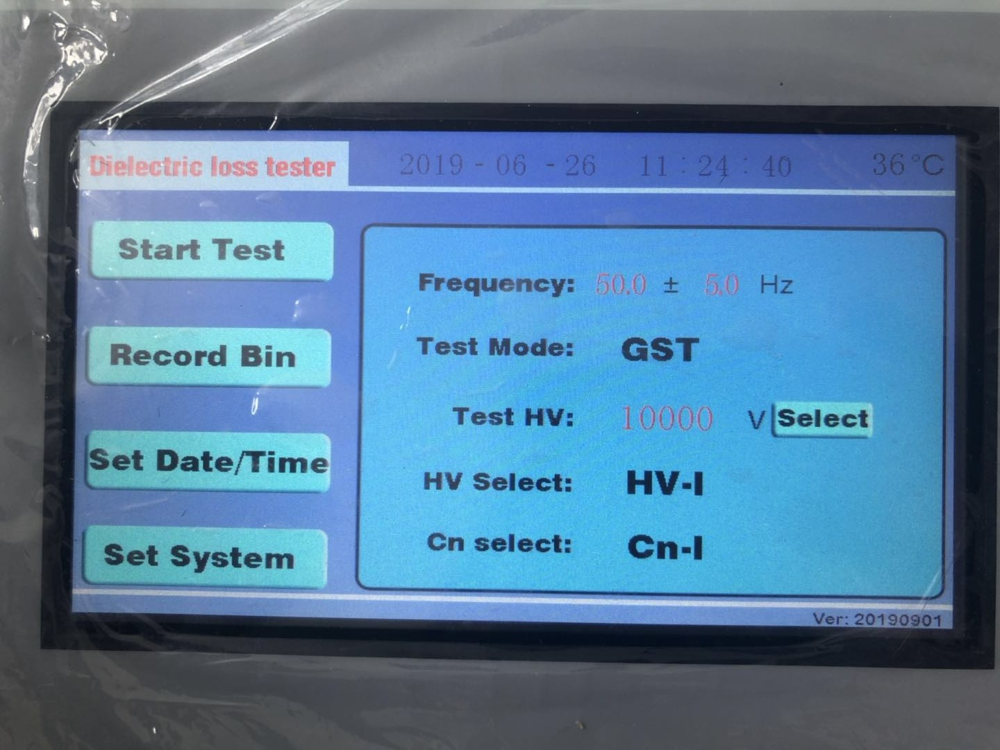 Dielectric loss tester
2019 - 06 - 26 11 : 24 : 40 36°C
Start Test
Record Bin
Set Date/Time
Set System
Frequency: 50.0 ± 5.0 Hz
Test Mode: GST
Test HV: 10000 V Select
HV Select: HV-I
Cn select: Cn-I
Ver: 20190901